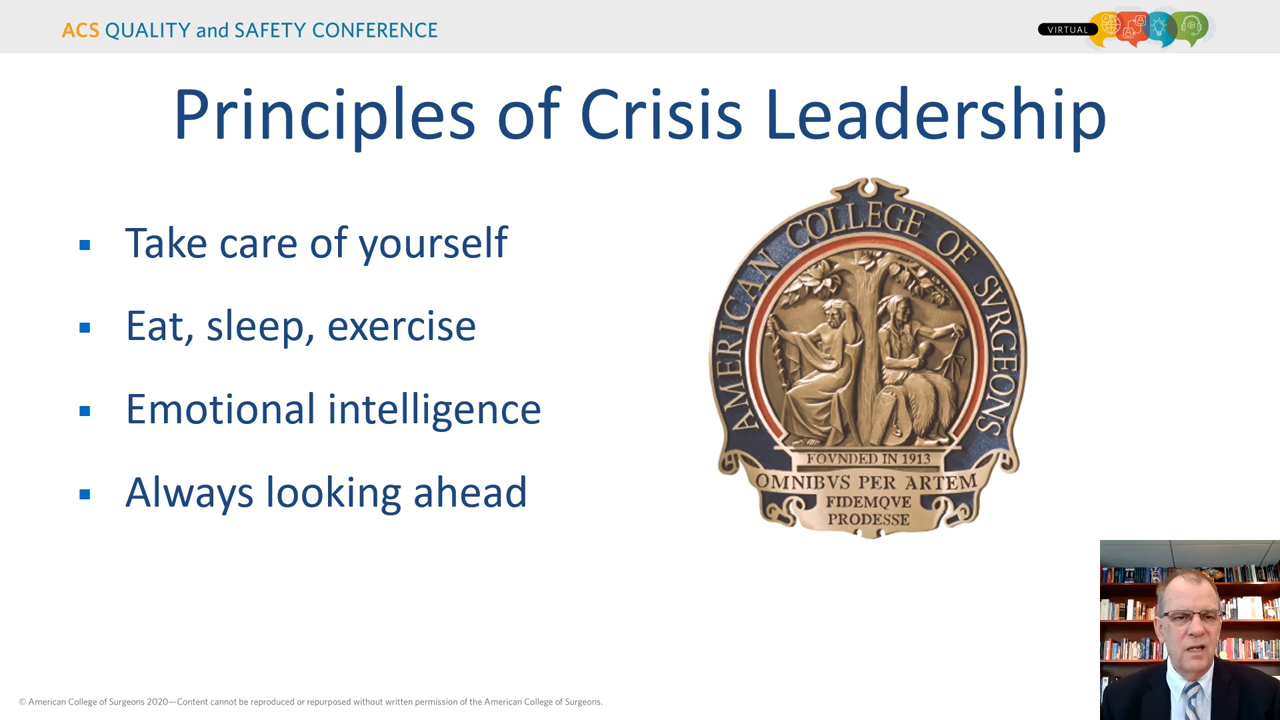 ACS QUALITY and SAFETY CONFERENCE
VIRTUAL
Principles of Crisis Leadership
Take care of yourself
Eat, sleep, exercise
Emotional intelligence
Always looking ahead
AMERICAN COLLEGE OF SVRGEONS
FOVNDED IN 1913
OMNIBVS PER ARTEM
FIDEMQVE
PRODESSE
© American College of Surgeons 2020—Content cannot be reproduced or repurposed without written permission of the American College of Surgeons.